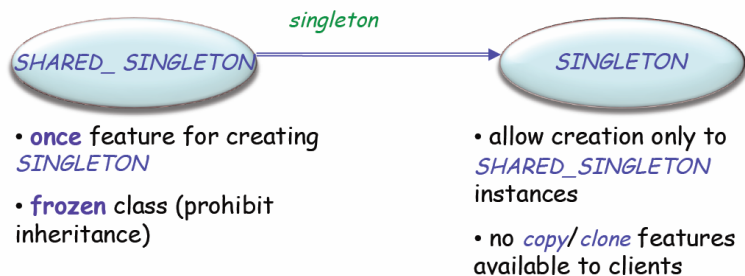 singleton
SHARED_ SINGLETON
SINGLETON
• once feature for creating
SINGLETON
• frozen class (prohibit
inheritance)
• allow creation only to
SHARED_SINGLETON
instances
• no copy/clone features
available to clients